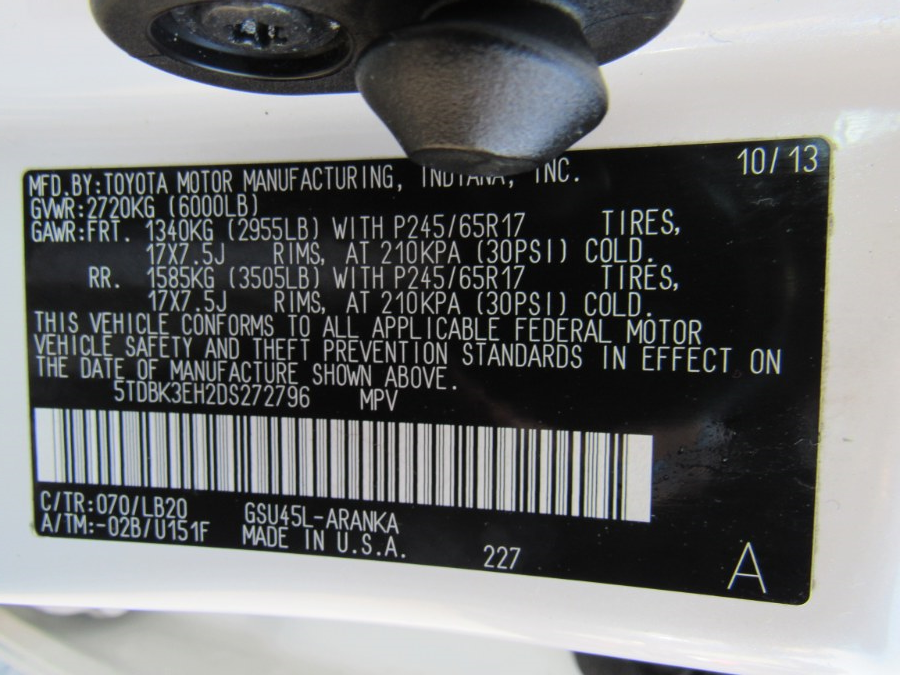 10/13
MFD.BY:TOYOTA MOTOR MANUFACTURING, INDIANA, INC.
GVWR:2720KG (6000LB)
GAWR:FRT. 1340KG (2955LB) WITH P245/65R17 TIRES,
17X7.5J RIMS, AT 210KPA (30PSI) COLD.
RR. 1585KG (3505LB) WITH P245/65R17 TIRES,
17X7.5J RIMS, AT 210KPA (30PSI) COLD.
THIS VEHICLE CONFORMS TO ALL APPLICABLE FEDERAL MOTOR
VEHICLE SAFETY AND THEFT PREVENTION STANDARDS IN EFFECT ON
THE DATE OF MANUFACTURE SHOWN ABOVE.
5TDBK3EH2DS272796 MPV
C/TR:070/LB20 GSU45L-ARANKA
A/TM:-02B/U151F MADE IN U.S.A. 227 A